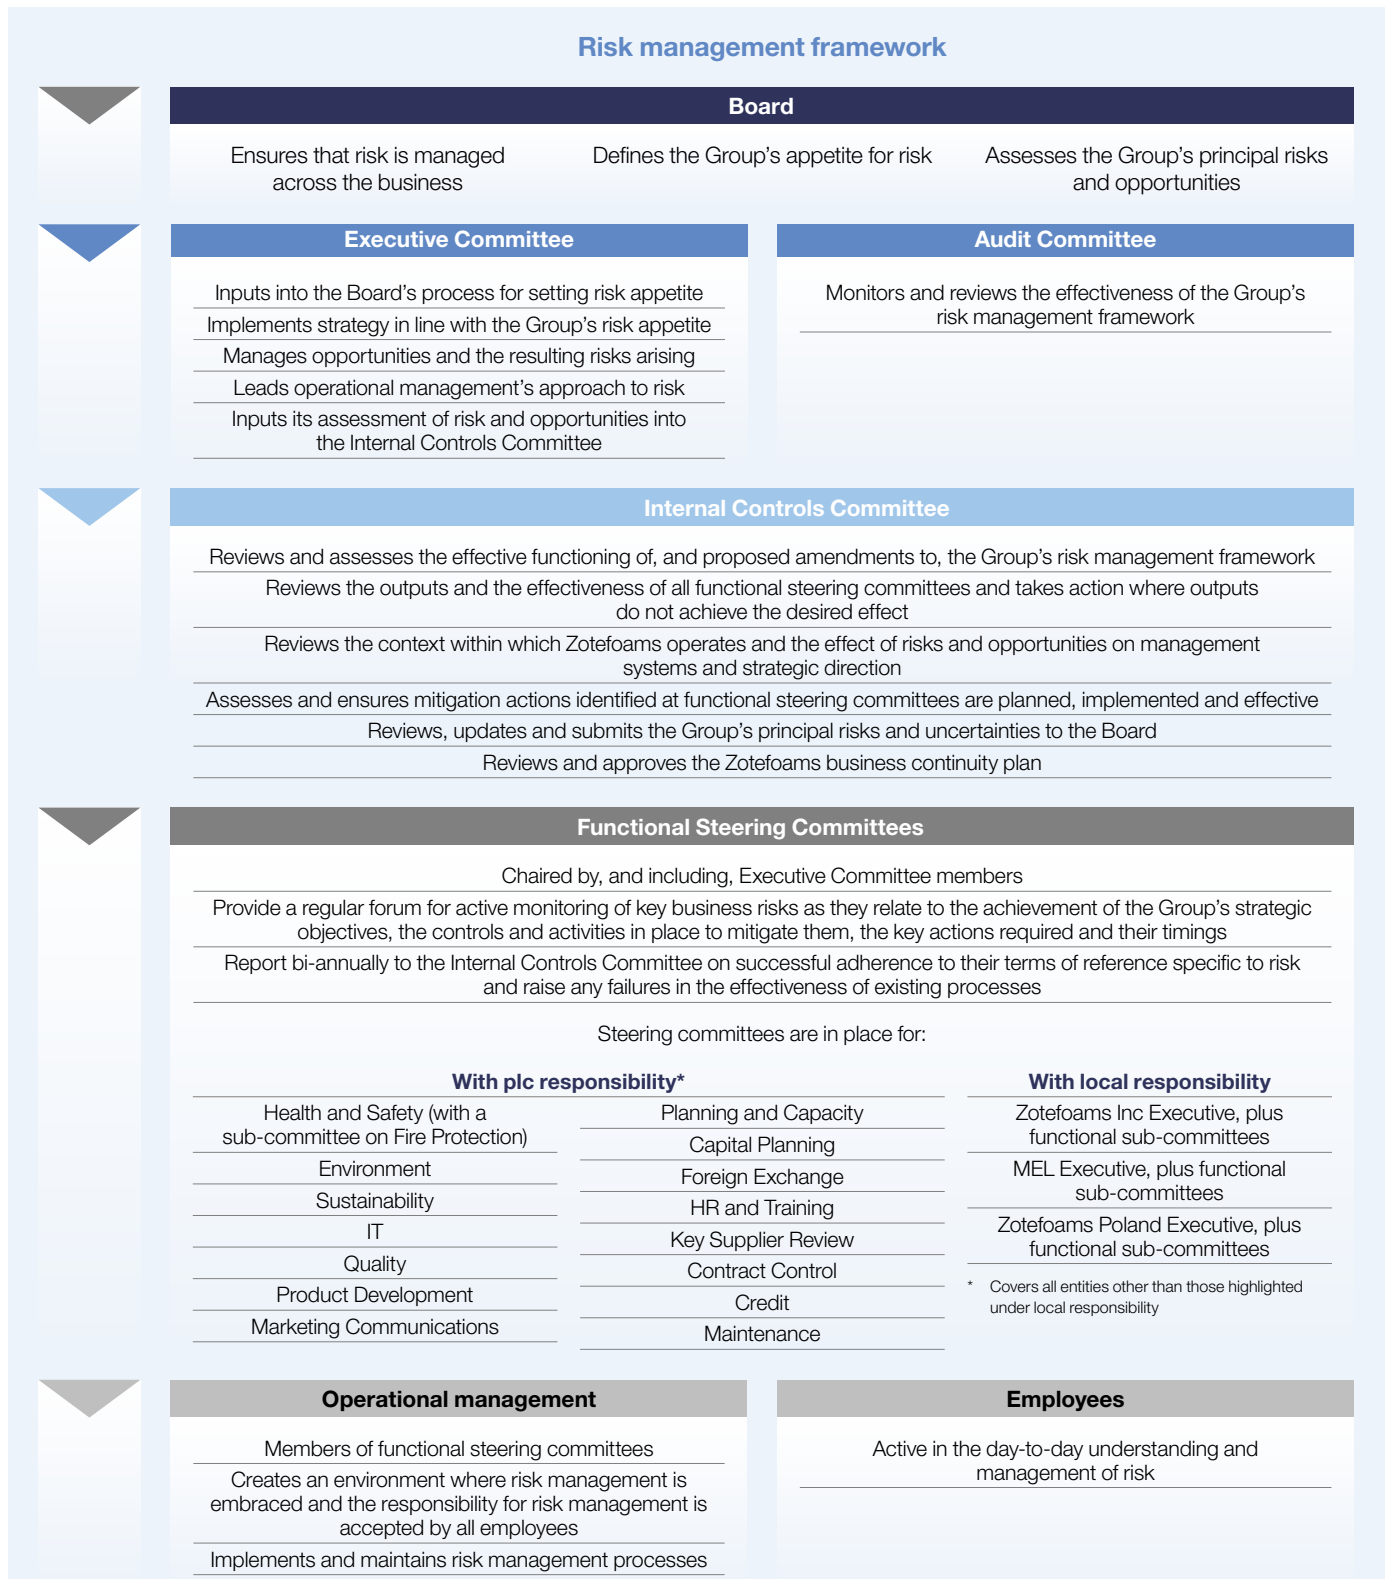 Risk management framework
Board
Ensures that risk is managed
across the business
Defines the Group’s appetite for risk
Assesses the Group’s principal risks
and opportunities
Executive Committee
Inputs into the Board’s process for setting risk appetite
Implements strategy in line with the Group’s risk appetite
Manages opportunities and the resulting risks arising
Leads operational management’s approach to risk
Inputs its assessment of risk and opportunities into
the Internal Controls Committee
Audit Committee
Monitors and reviews the effectiveness of the Group’s
risk management framework
Internal Controls Committee
Reviews and assesses the effective functioning of, and proposed amendments to, the Group’s risk management framework
Reviews the outputs and the effectiveness of all functional steering committees and takes action where outputs
do not achieve the desired effect
Reviews the context within which Zotefoams operates and the effect of risks and opportunities on management
systems and strategic direction
Assesses and ensures mitigation actions identified at functional steering committees are planned, implemented and effective
Reviews, updates and submits the Group’s principal risks and uncertainties to the Board
Reviews and approves the Zotefoams business continuity plan
Functional Steering Committees
Chaired by, and including, Executive Committee members
Provide a regular forum for active monitoring of key business risks as they relate to the achievement of the Group’s strategic
objectives, the controls and activities in place to mitigate them, the key actions required and their timings
Report bi-annually to the Internal Controls Committee on successful adherence to their terms of reference specific to risk
and raise any failures in the effectiveness of existing processes
Steering committees are in place for:
With plc responsibility*
Health and Safety (with a
sub-committee on Fire Protection)
Environment
Sustainability
IT
Quality
Product Development
Marketing Communications
Planning and Capacity
Capital Planning
Foreign Exchange
HR and Training
Key Supplier Review
Contract Control
Credit
Maintenance
With local responsibility
Zotefoams Inc Executive, plus
functional sub-committees
MEL Executive, plus functional
sub-committees
Zotefoams Poland Executive, plus
functional sub-committees
* Covers all entities other than those highlighted
under local responsibility
Operational management
Members of functional steering committees
Creates an environment where risk management is
embraced and the responsibility for risk management is
accepted by all employees
Implements and maintains risk management processes
Employees
Active in the day-to-day understanding and
management of risk